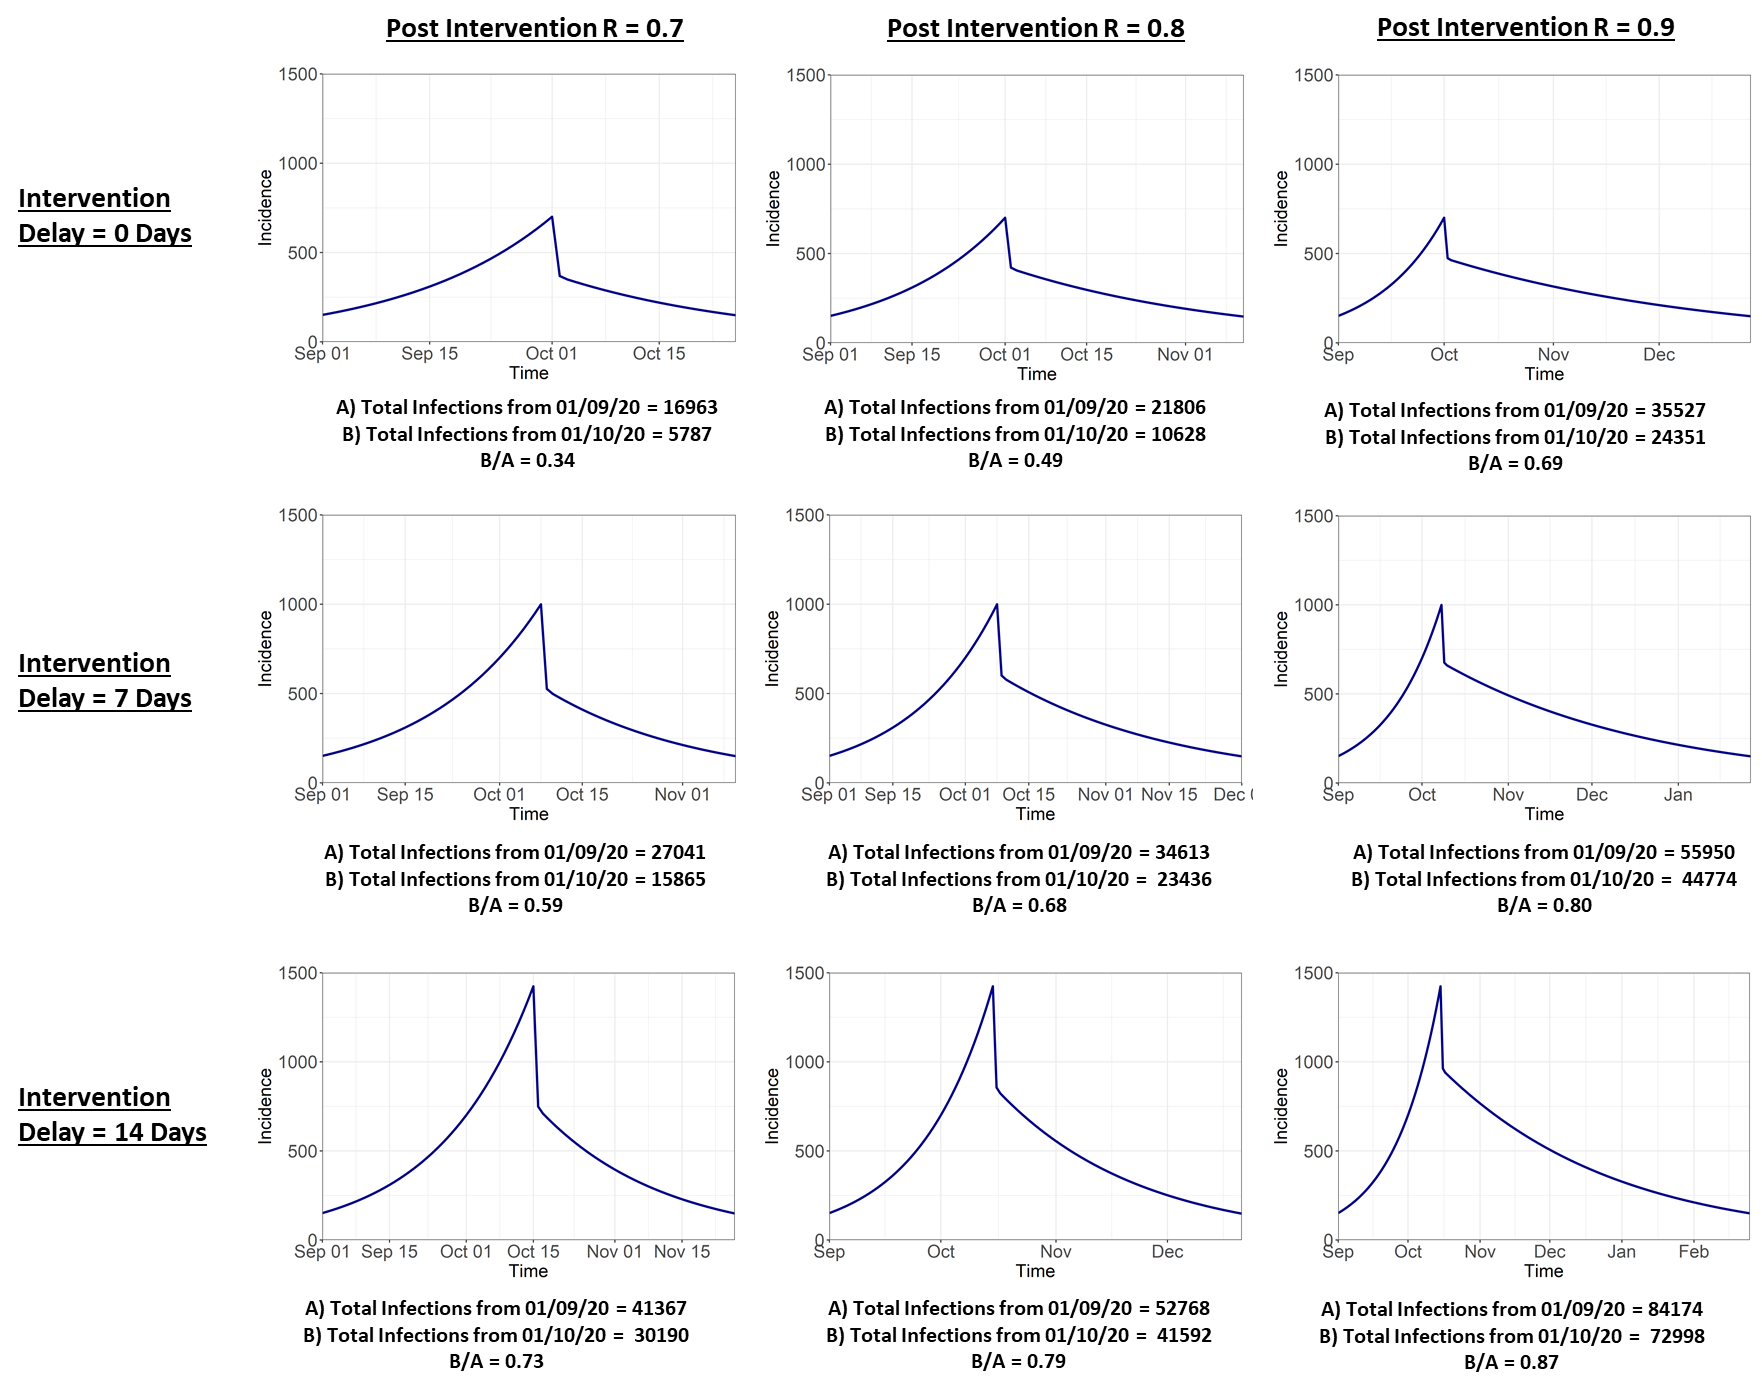 Post Intervention R = 0.7
Post Intervention R = 0.8
Post Intervention R = 0.9
Intervention
Delay = 0 Days
1500
1000
500
0
Incidence
Sep 01
Sep 15
Oct 01
Oct 15
Time
A) Total Infections from 01/09/20 = 16963
B) Total Infections from 01/10/20 = 5787
B/A = 0.34
1500
1000
500
0
Incidence
Sep 01
Sep 15
Oct 01
Oct 15
Nov 01
Time
A) Total Infections from 01/09/20 = 21806
B) Total Infections from 01/10/20 = 10628
B/A = 0.49
1500
1000
500
0
Incidence
Sep
Oct
Nov
Dec
Time
A) Total Infections from 01/09/20 = 35527
B) Total Infections from 01/10/20 = 24351
B/A = 0.69
Intervention
Delay = 7 Days
1500
1000
500
0
Incidence
Sep 01
Sep 15
Oct 01
Oct 15
Nov 01
Time
A) Total Infections from 01/09/20 = 27041
B) Total Infections from 01/10/20 = 15865
B/A = 0.59
1500
1000
500
0
Incidence
Sep 01
Sep 15
Oct 01
Oct 15
Nov 01
Nov 15
Dec
Time
A) Total Infections from 01/09/20 = 34613
B) Total Infections from 01/10/20 = 23436
B/A = 0.68
1500
1000
500
0
Incidence
Sep
Oct
Nov
Dec
Jan
Time
A) Total Infections from 01/09/20 = 55950
B) Total Infections from 01/10/20 = 44774
B/A = 0.80
Intervention
Delay = 14 Days
1500
1000
500
0
Incidence
Sep 01
Sep 15
Oct 01
Oct 15
Nov 01
Nov 15
Time
A) Total Infections from 01/09/20 = 41367
B) Total Infections from 01/10/20 = 30190
B/A = 0.73
1500
1000
500
0
Incidence
Sep
Oct
Nov
Dec
Time
A) Total Infections from 01/09/20 = 52768
B) Total Infections from 01/10/20 = 41592
B/A = 0.79
1500
1000
500
0
Incidence
Sep
Oct
Nov
Dec
Jan
Feb
Time
A) Total Infections from 01/09/20 = 84174
B) Total Infections from 01/10/20 = 72998
B/A = 0.87